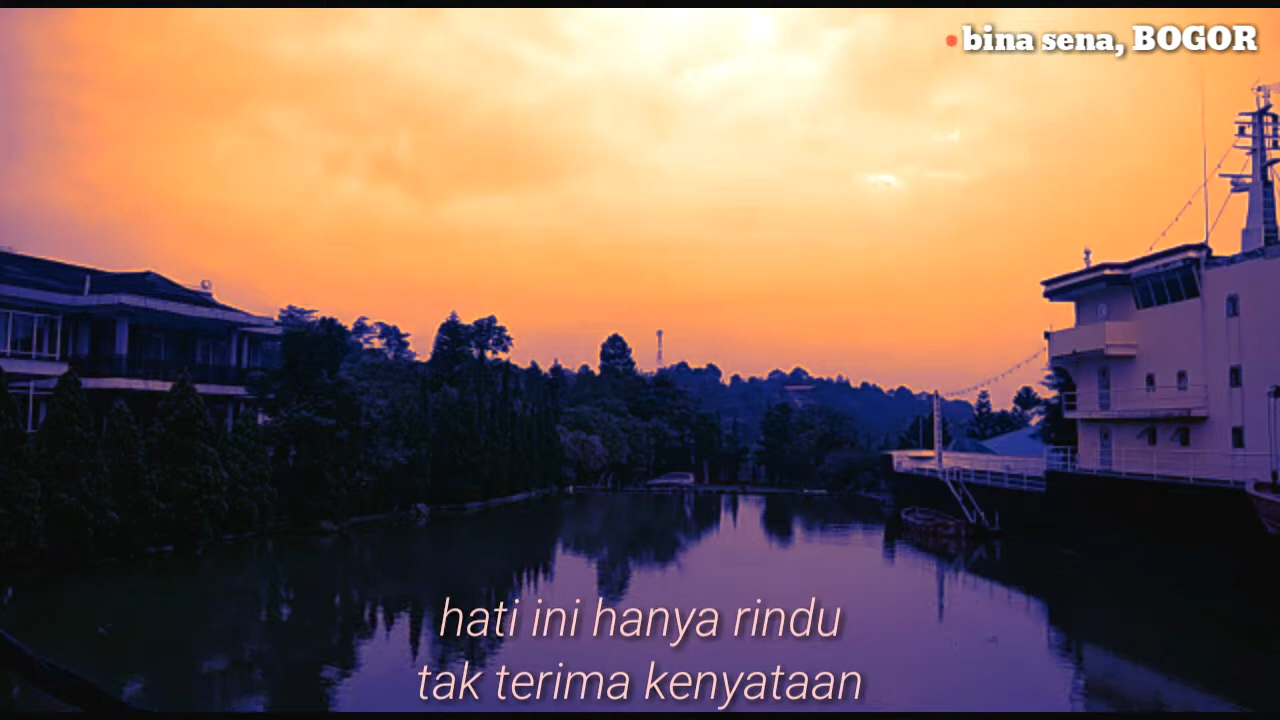 bina sena, BOGOR
hati ini hanya rindu
tak terima kenyataan